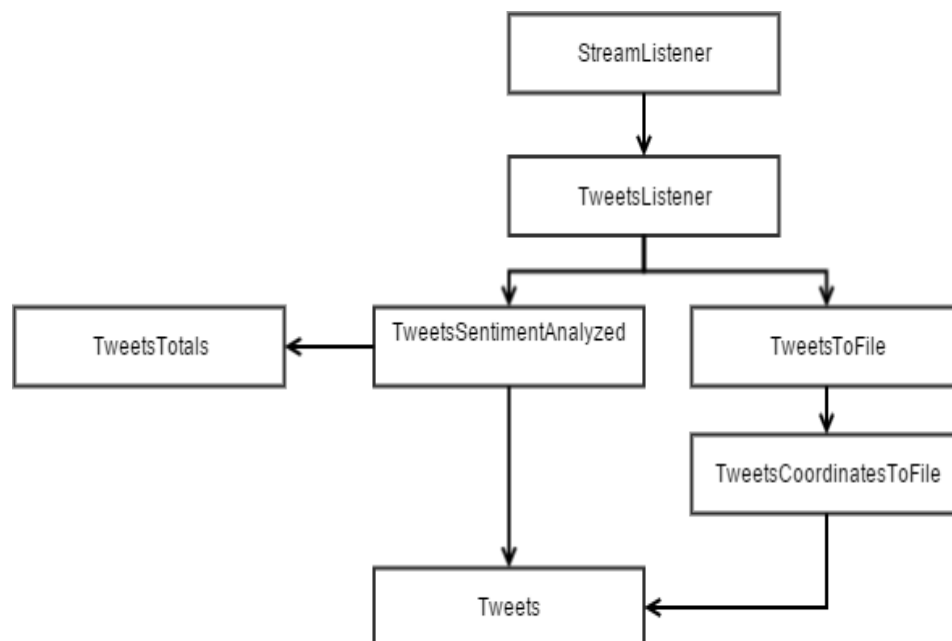 StreamListener
TweetsListener
TweetsTotals
TweetsSentimentAnalyzed
TweetsToFile
TweetsCoordinatesToFile
Tweets